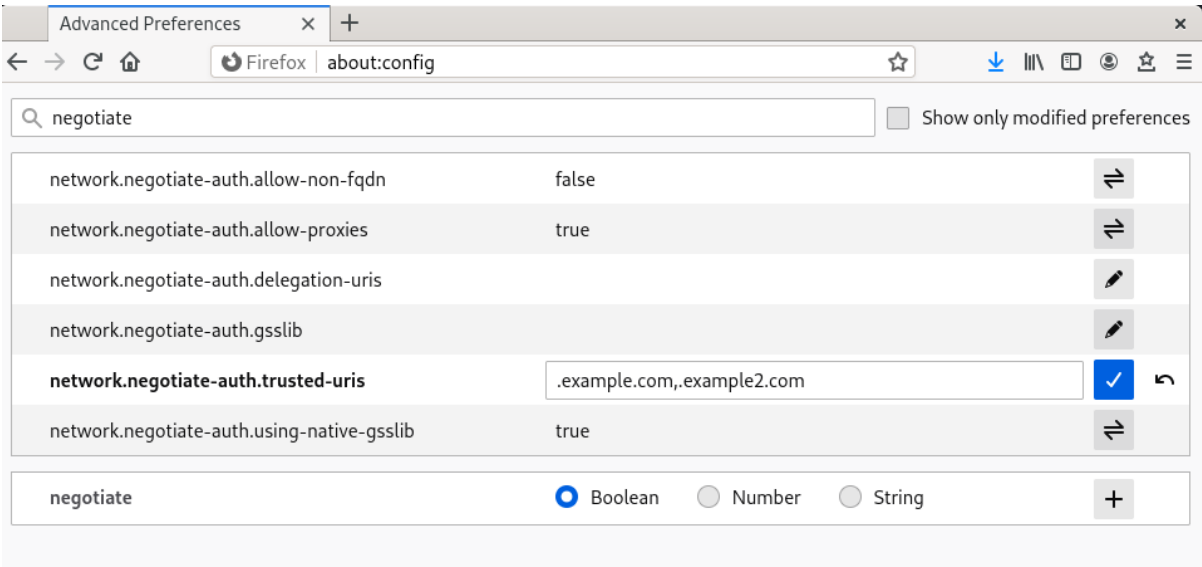 Advanced Preferences
Firefox about:config
negotiate Show only modified preferences
network.negotiate-auth.allow-non-fqdn false
network.negotiate-auth.allow-proxies true
network.negotiate-auth.delegation-uris
network.negotiate-auth.gsslib
network.negotiate-auth.trusted-uris .example.com,.example2.com
network.negotiate-auth.using-native-gsslib true
negotiate Boolean Number String